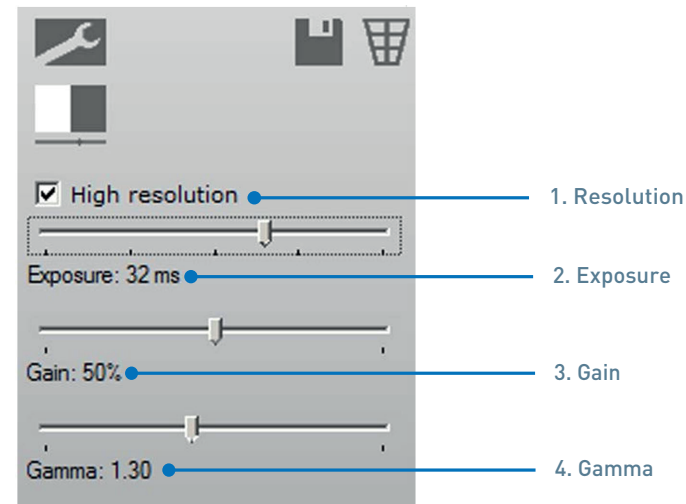 High resolution
1. Resolution
Exposure: 32 ms
2. Exposure
Gain: 50%
3. Gain
Gamma: 1.30
4. Gamma